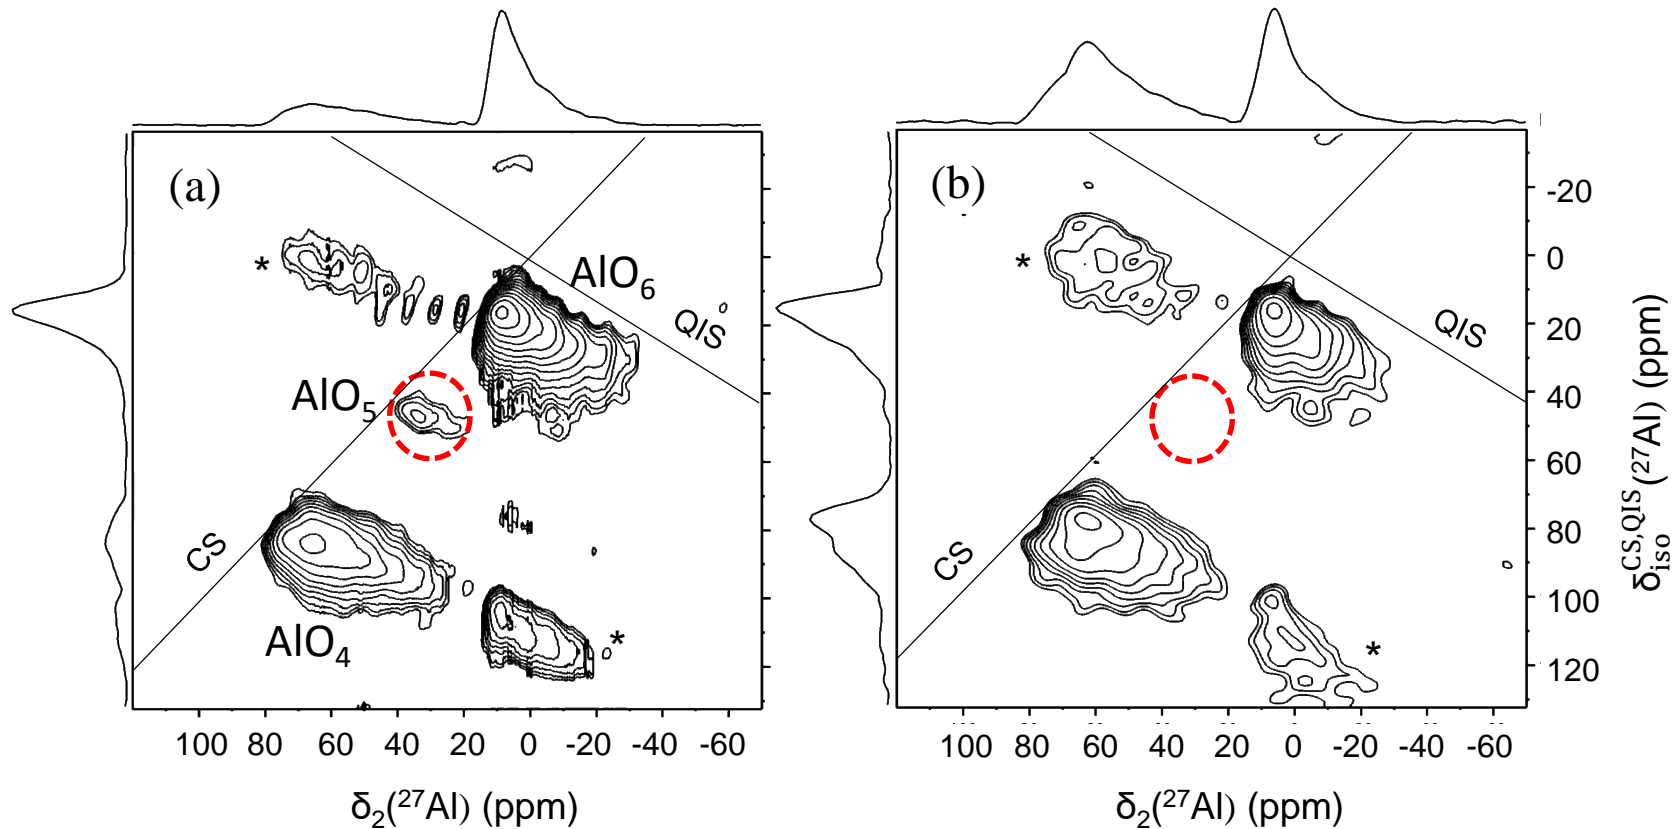 (a)
*
AlO₆
QIS
AlO₅
CS
AlO₄
*
100 80 60 40 20 0 -20 -40 -60
δ₂(²⁷Al) (ppm)
(b)
*
QIS
CS
*
100 80 60 40 20 0 -20 -40 -60
δ₂(²⁷Al) (ppm)
-20
0
20
40
60
80
100
120
δ_iso^CS,QIS (²⁷Al) (ppm)